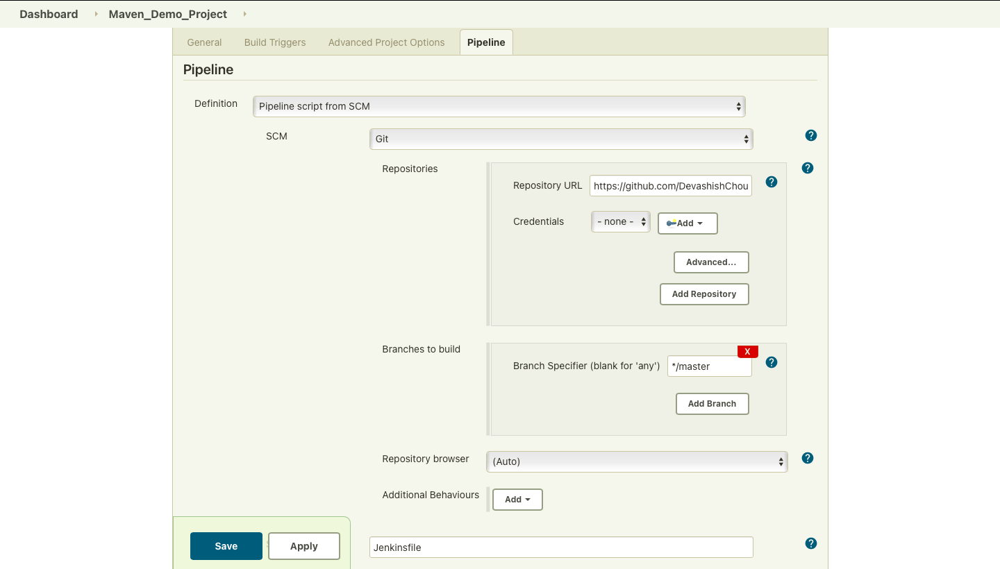 Dashboard Maven_Demo_Project
General Build Triggers Advanced Project Options Pipeline
Pipeline
Definition Pipeline script from SCM
SCM Git ?
Repositories ?
Repository URL https://github.com/DevashishChou ?
Credentials - none - Add
Advanced...
Add Repository
Branches to build
X
Branch Specifier (blank for 'any') */master ?
Add Branch
Repository browser (Auto) ?
Additional Behaviours Add
Save Apply Jenkinsfile ?